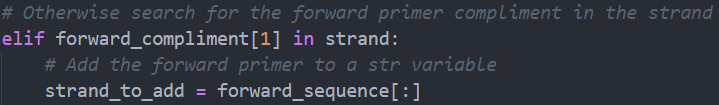 # Otherwise search for the forward primer compliment in the strand
elif forward_compliment[1] in strand:
    # Add the forward primer to a str variable
    strand_to_add = forward_sequence[:]